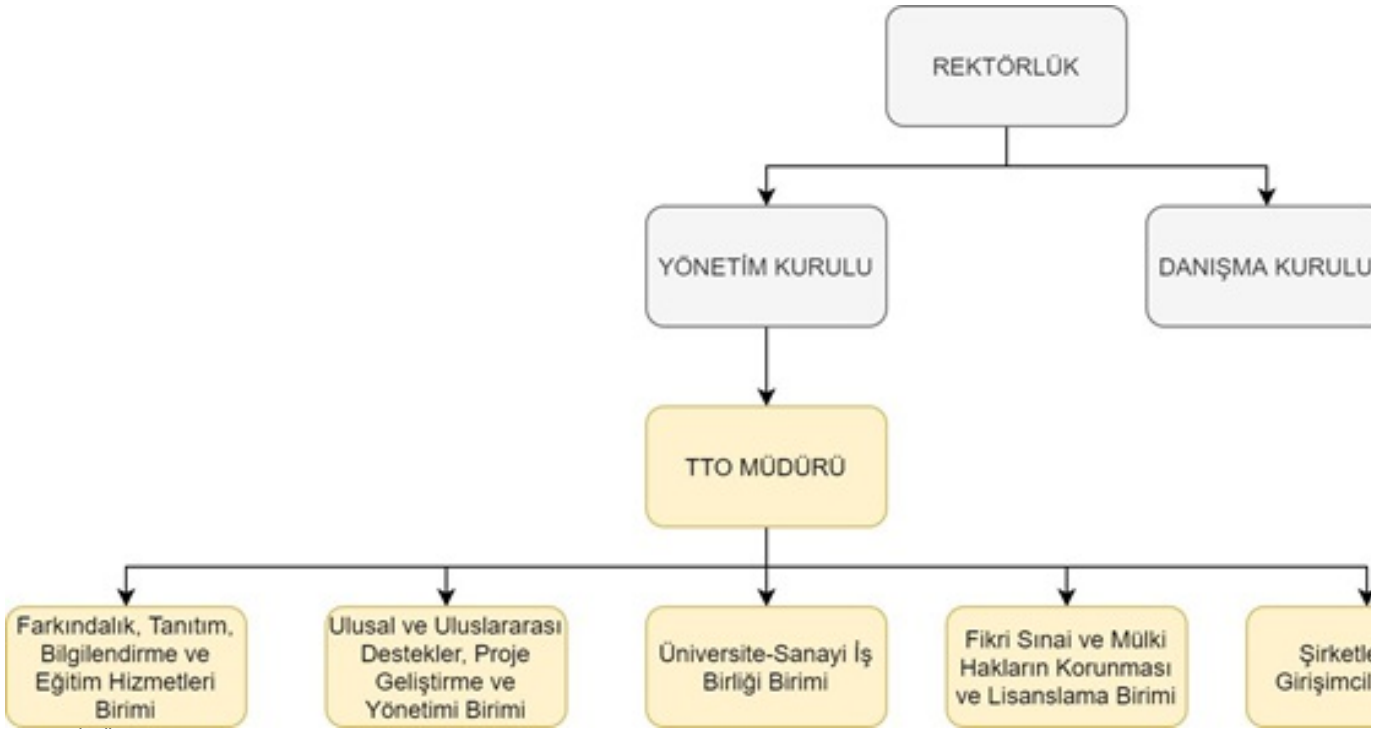 REKTÖRLÜK
YÖNETİM KURULU
DANIŞMA KURULU
TTO MÜDÜRÜ
Farkındalık, Tanıtım,
Bilgilendirme ve
Eğitim Hizmetleri
Birimi
Ulusal ve Uluslararası
Destekler, Proje
Geliştirme ve
Yönetimi Birimi
Üniversite-Sanayi İş
Birliği Birimi
Fikri Sınai ve Mülki
Hakların Korunması
ve Lisanslama Birimi